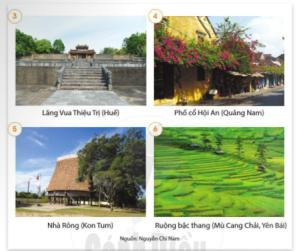 3
4
Lăng Vua Thiệu Trị (Huế)
Phố cổ Hội An (Quảng Nam)
5
6
Nhà Rông (Kon Tum)
Ruộng bậc thang (Mù Cang Chải, Yên Bái)
Nguồn: Nguyễn Chí Nam